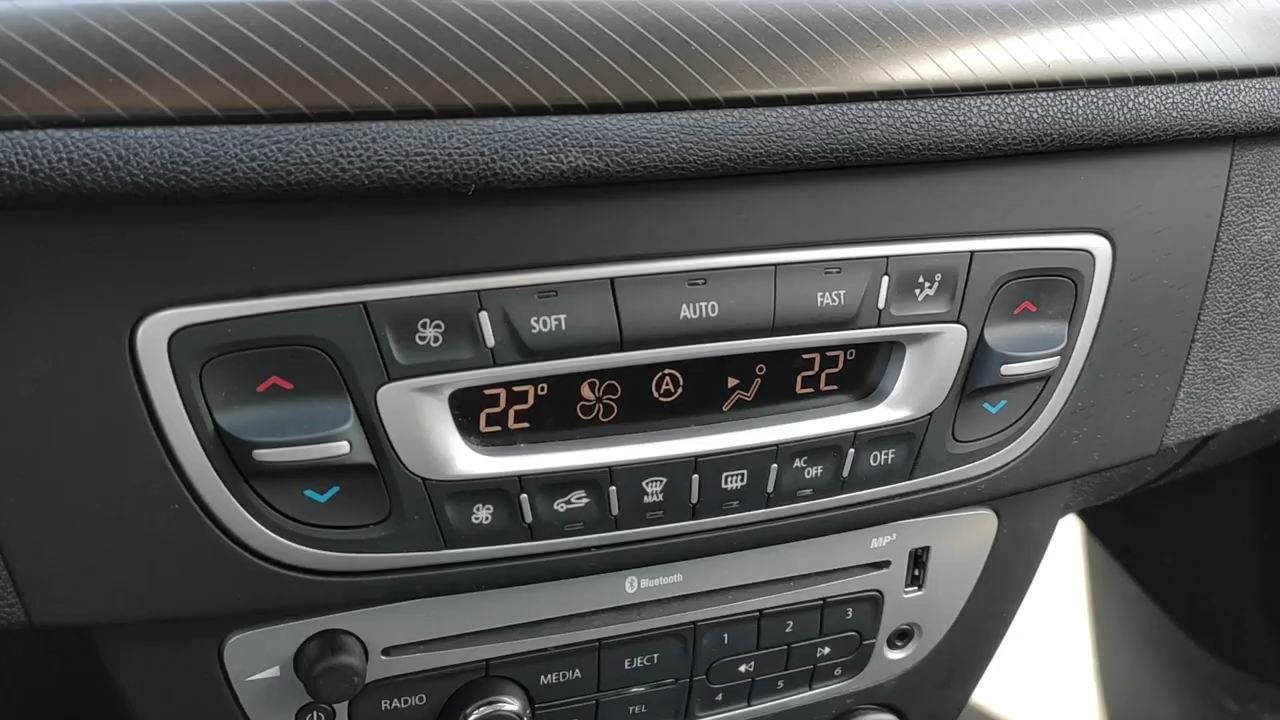 SOFT
AUTO
FAST
22°
A
22°
MAX
AC OFF
OFF
MP3
Bluetooth
1
2
3
RADIO
MEDIA
EJECT
TEL
4
5
6